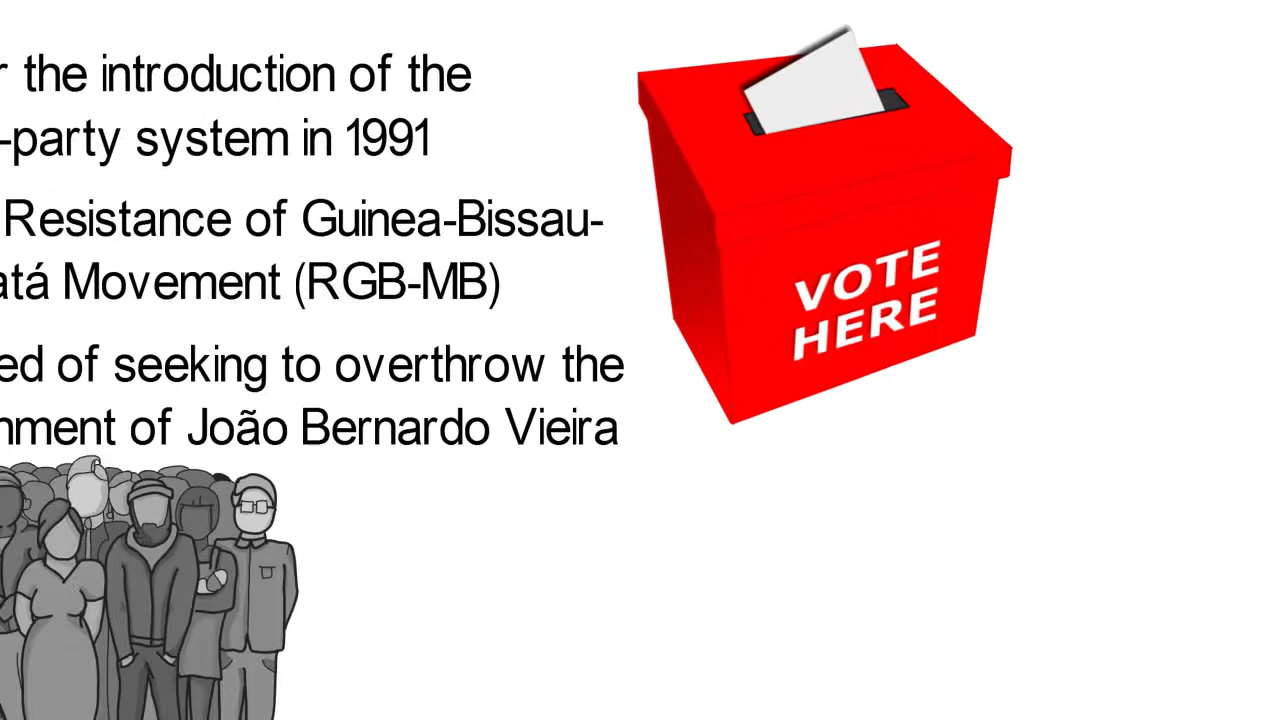 r the introduction of the
-party system in 1991
Resistance of Guinea-Bissau-
atá Movement (RGB-MB)
ed of seeking to overthrow the
nment of João Bernardo Vieira
VOTE
HERE